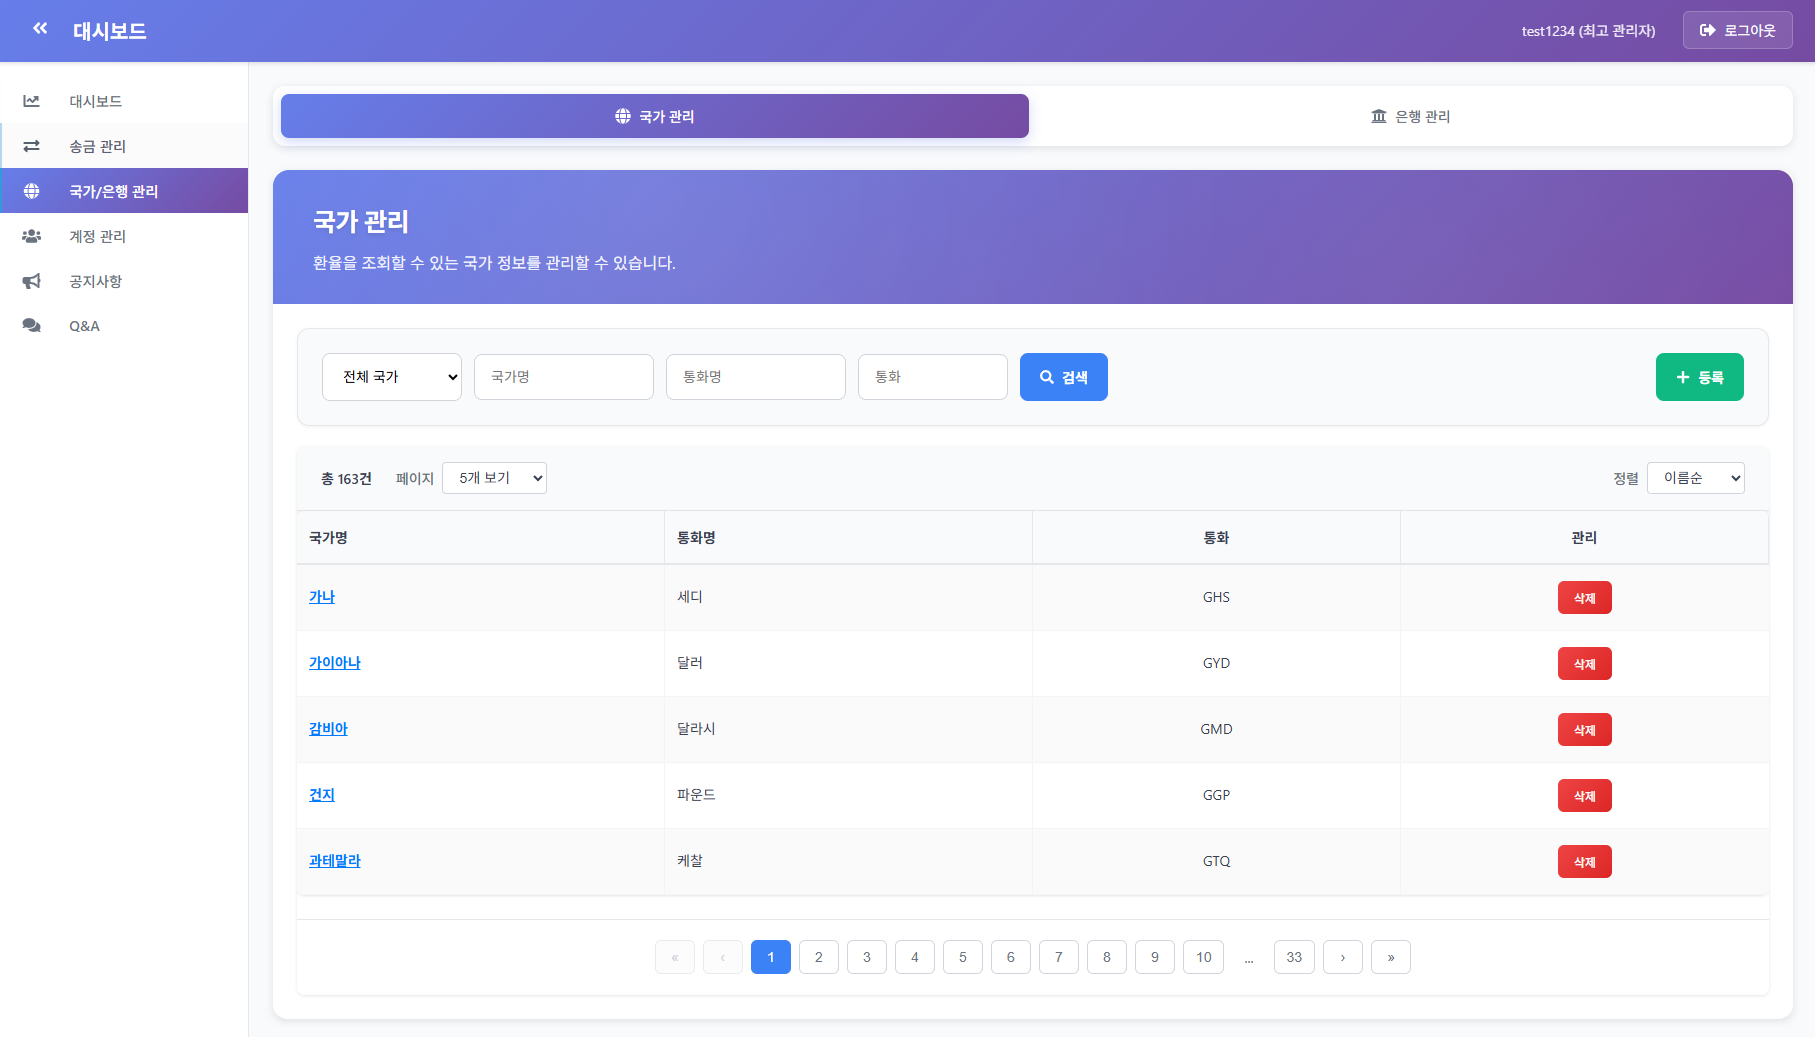 대시보드
test1234 (최고 관리자)
로그아웃
대시보드
송금 관리
국가/은행 관리
계정 관리
공지사항
Q&A
국가 관리
은행 관리
국가 관리
환율을 조회할 수 있는 국가 정보를 관리할 수 있습니다.
전체 국가
국가명
통화명
통화
검색
등록
총 163건
페이지
5개 보기
정렬
이름순
국가명 통화명 통화 관리
가나 세디 GHS 삭제
가이아나 달러 GYD 삭제
감비아 달라시 GMD 삭제
건지 파운드 GGP 삭제
과테말라 케찰 GTQ 삭제
« ‹ 1 2 3 4 5 6 7 8 9 10 ... 33 › »